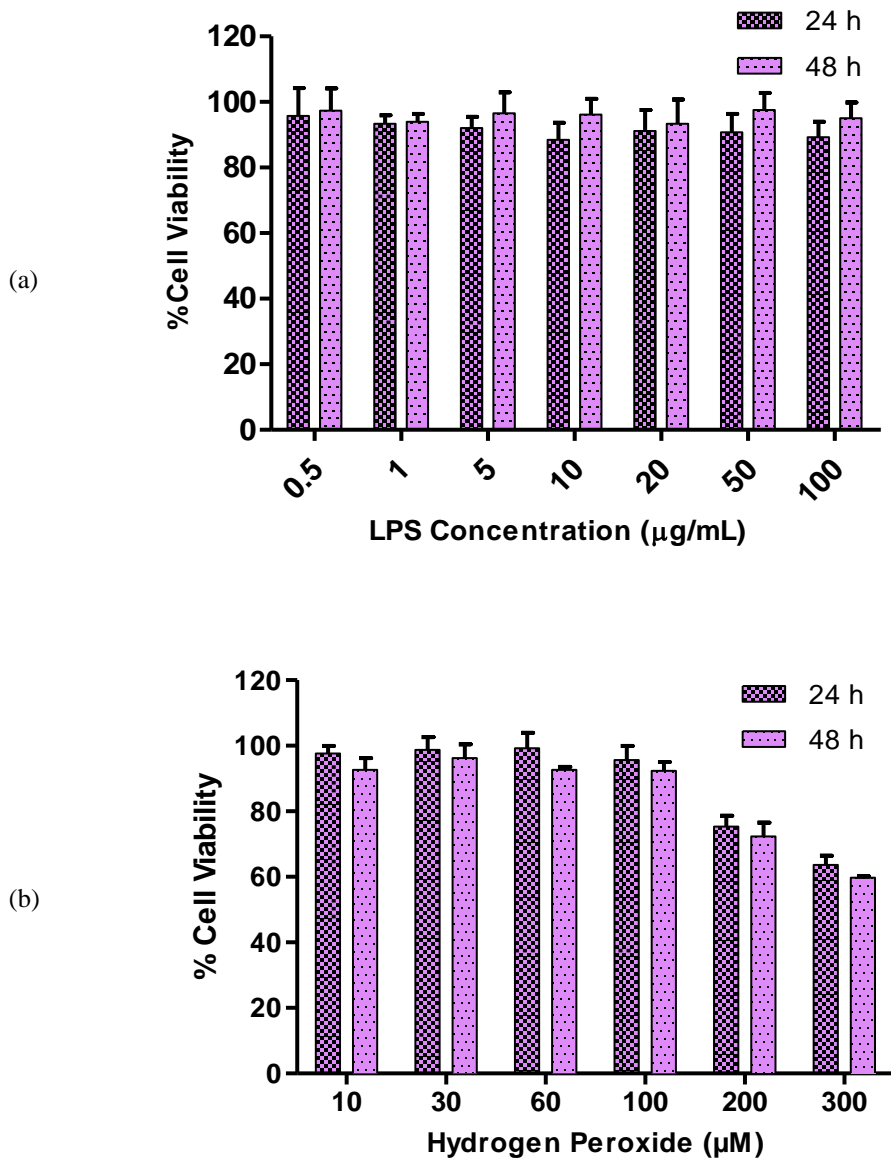 24 h
48 h
120
100
80
60
40
20
0
%Cell Viability
0.5 1 5 10 20 50 100
LPS Concentration (µg/mL)
(a)
24 h
48 h
120
100
80
60
40
20
0
% Cell Viability
10 30 60 100 200 300
Hydrogen Peroxide (µM)
(b)